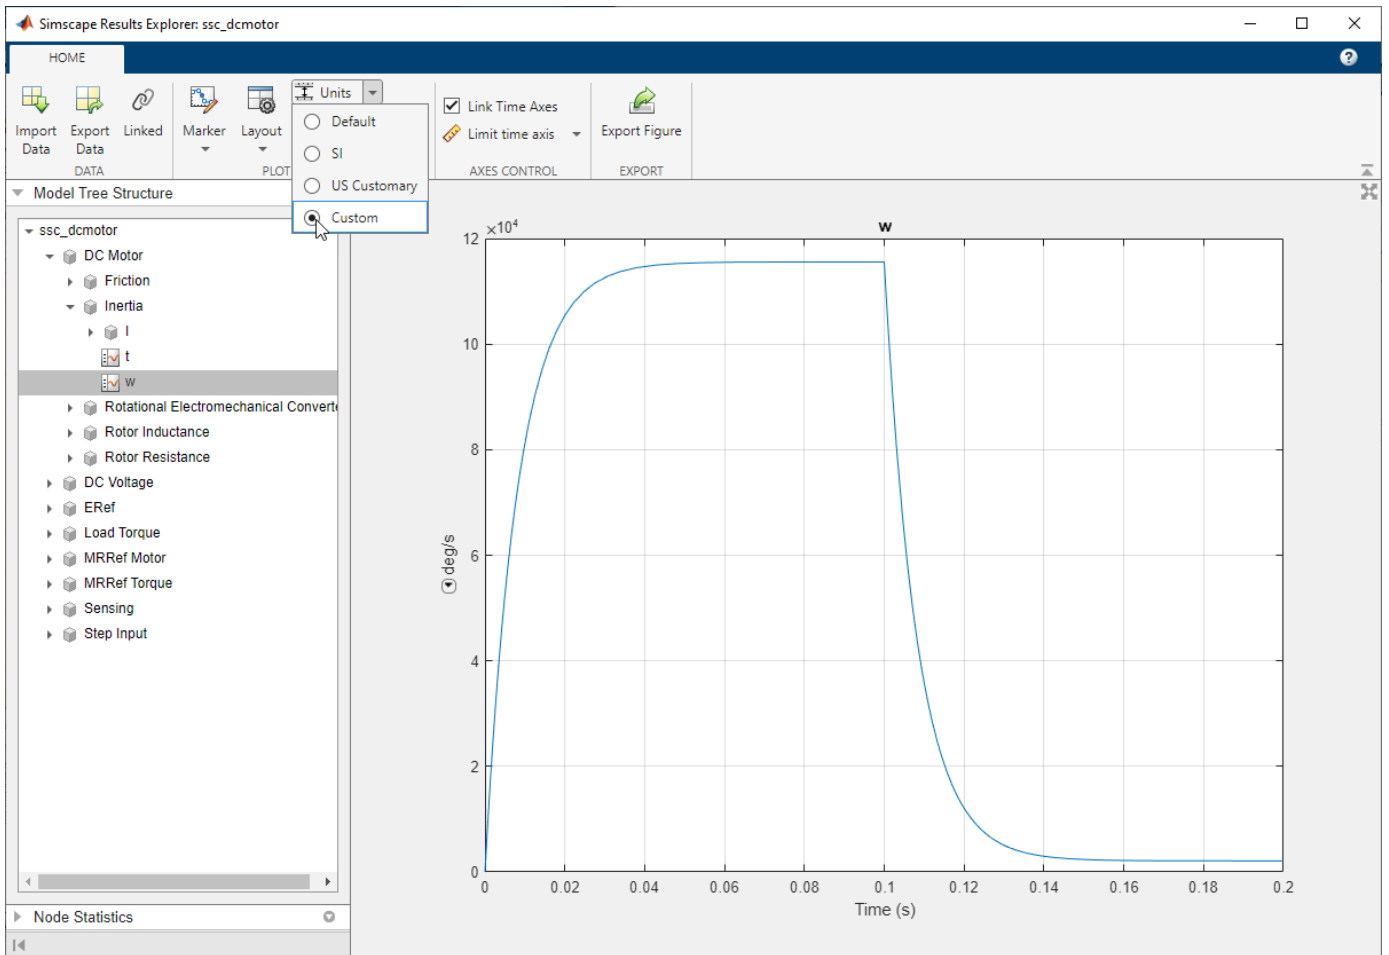 Simscape Results Explorer: ssc_dcmotor
HOME
?
Import Data
Export Data
Linked
Marker
Layout
Units
Link Time Axes
Limit time axis
Export Figure
DATA
PLOT
AXES CONTROL
EXPORT
Default
SI
US Customary
Custom
Model Tree Structure
ssc_dcmotor
DC Motor
Friction
Inertia
I
t
w
Rotational Electromechanical Converte
Rotor Inductance
Rotor Resistance
DC Voltage
ERef
Load Torque
MRRef Motor
MRRef Torque
Sensing
Step Input
Node Statistics
w
×10⁴
12
10
8
6
4
2
0
deg/s
0 0.02 0.04 0.06 0.08 0.1 0.12 0.14 0.16 0.18 0.2
Time (s)